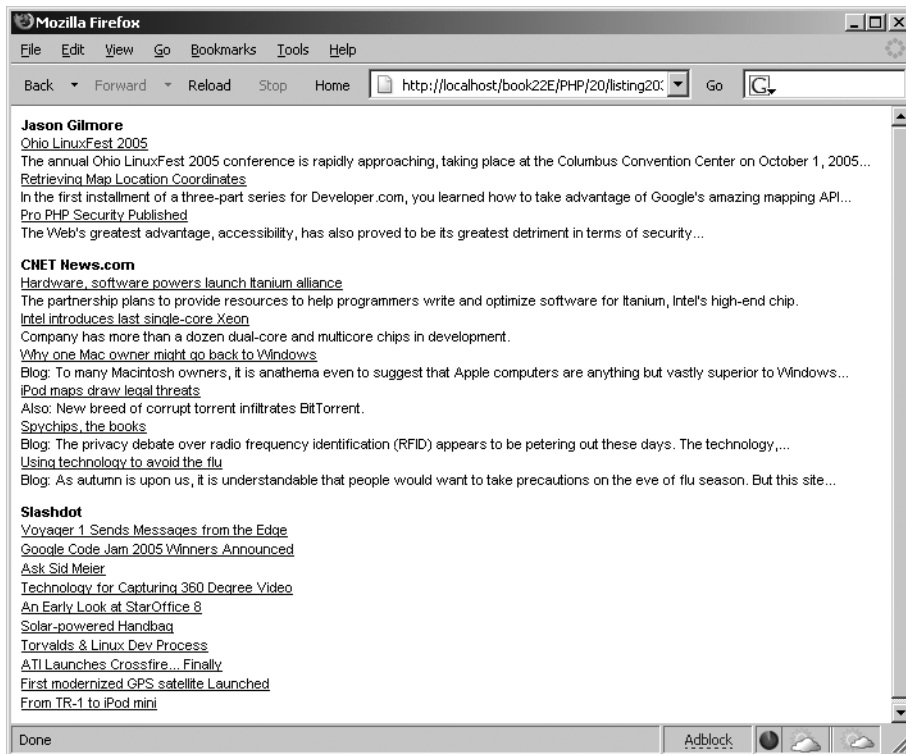 Mozilla Firefox
File Edit View Go Bookmarks Tools Help
Back Forward Reload Stop Home http://localhost/book22E/PHP/20/listing20: Go G
Jason Gilmore
Ohio LinuxFest 2005
The annual Ohio LinuxFest 2005 conference is rapidly approaching, taking place at the Columbus Convention Center on October 1, 2005...
Retrieving Map Location Coordinates
In the first installment of a three-part series for Developer.com, you learned how to take advantage of Google's amazing mapping API...
Pro PHP Security Published
The Web's greatest advantage, accessibility, has also proved to be its greatest detriment in terms of security...
CNET News.com
Hardware, software powers launch Itanium alliance
The partnership plans to provide resources to help programmers write and optimize software for Itanium, Intel's high-end chip.
Intel introduces last single-core Xeon
Company has more than a dozen dual-core and multicore chips in development.
Why one Mac owner might go back to Windows
Blog: To many Macintosh owners, it is anathema even to suggest that Apple computers are anything but vastly superior to Windows...
iPod maps draw legal threats
Also: New breed of corrupt torrent infiltrates BitTorrent.
Spychips, the books
Blog: The privacy debate over radio frequency identification (RFID) appears to be petering out these days. The technology,...
Using technology to avoid the flu
Blog: As autumn is upon us, it is understandable that people would want to take precautions on the eve of flu season. But this site...
Slashdot
Voyager 1 Sends Messages from the Edge
Google Code Jam 2005 Winners Announced
Ask Sid Meier
Technology for Capturing 360 Degree Video
An Early Look at StarOffice 8
Solar-powered Handbag
Torvalds & Linux Dev Process
ATI Launches Crossfire... Finally
First modernized GPS satellite Launched
From TR-1 to iPod mini
Done Adblock